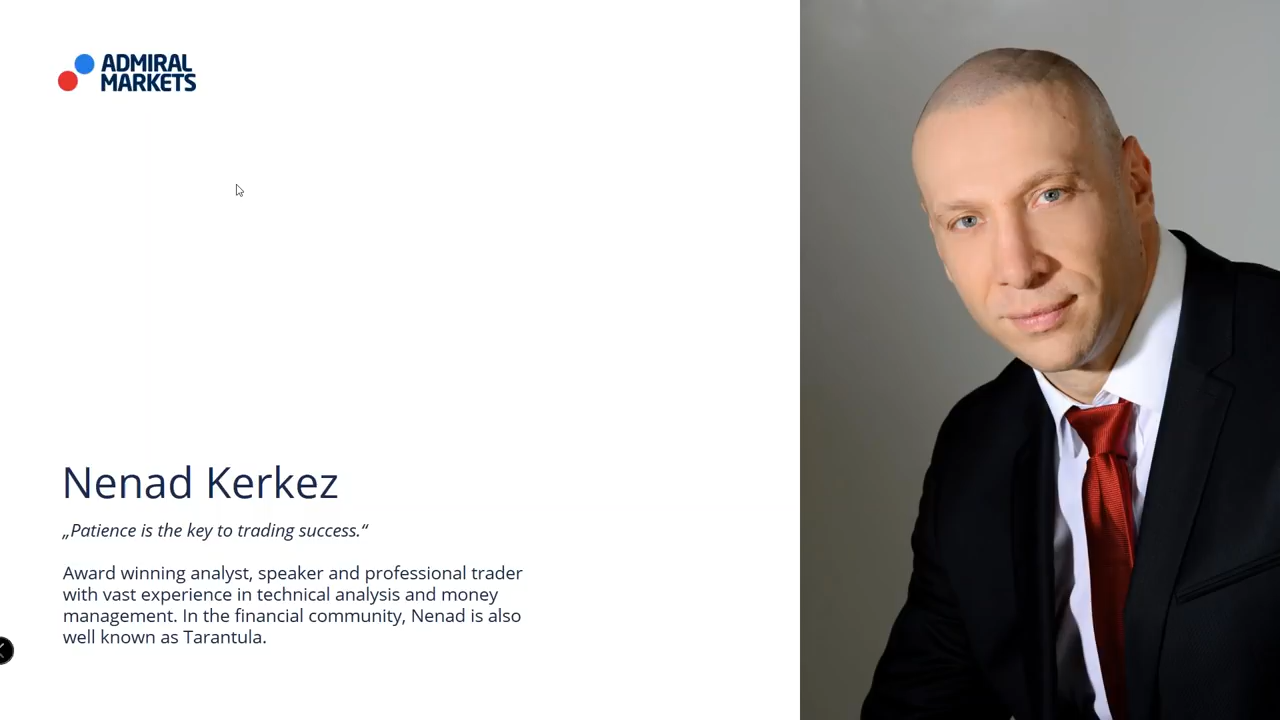 ADMIRAL
MARKETS
Nenad Kerkez
„Patience is the key to trading success.“
Award winning analyst, speaker and professional trader
with vast experience in technical analysis and money
management. In the financial community, Nenad is also
well known as Tarantula.